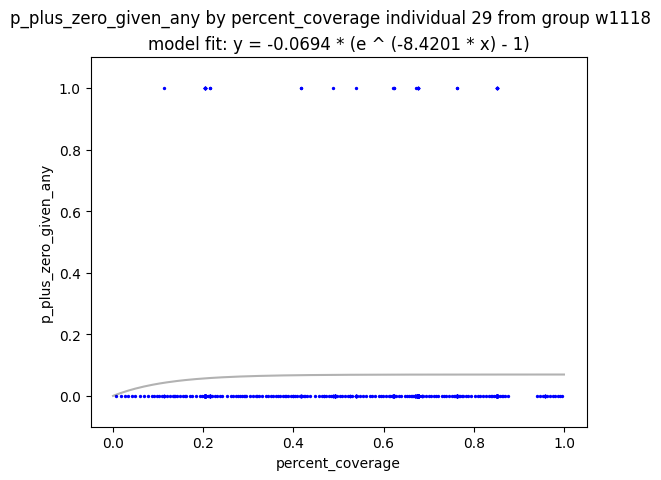 p_plus_zero_given_any by percent_coverage individual 29 from group w1118
model fit: y = -0.0694 * (e ^ (-8.4201 * x) - 1)
1.0
0.8
0.6
0.4
0.2
0.0
p_plus_zero_given_any
0.0 0.2 0.4 0.6 0.8 1.0
percent_coverage